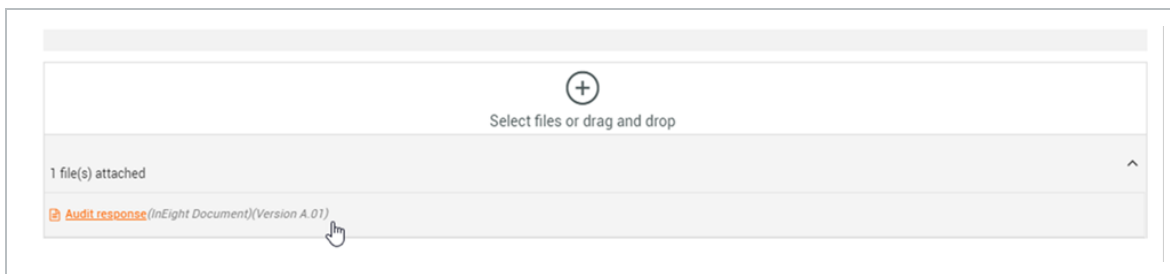 Select files or drag and drop
1 file(s) attached
Audit response(InEight Document)(Version A.01)